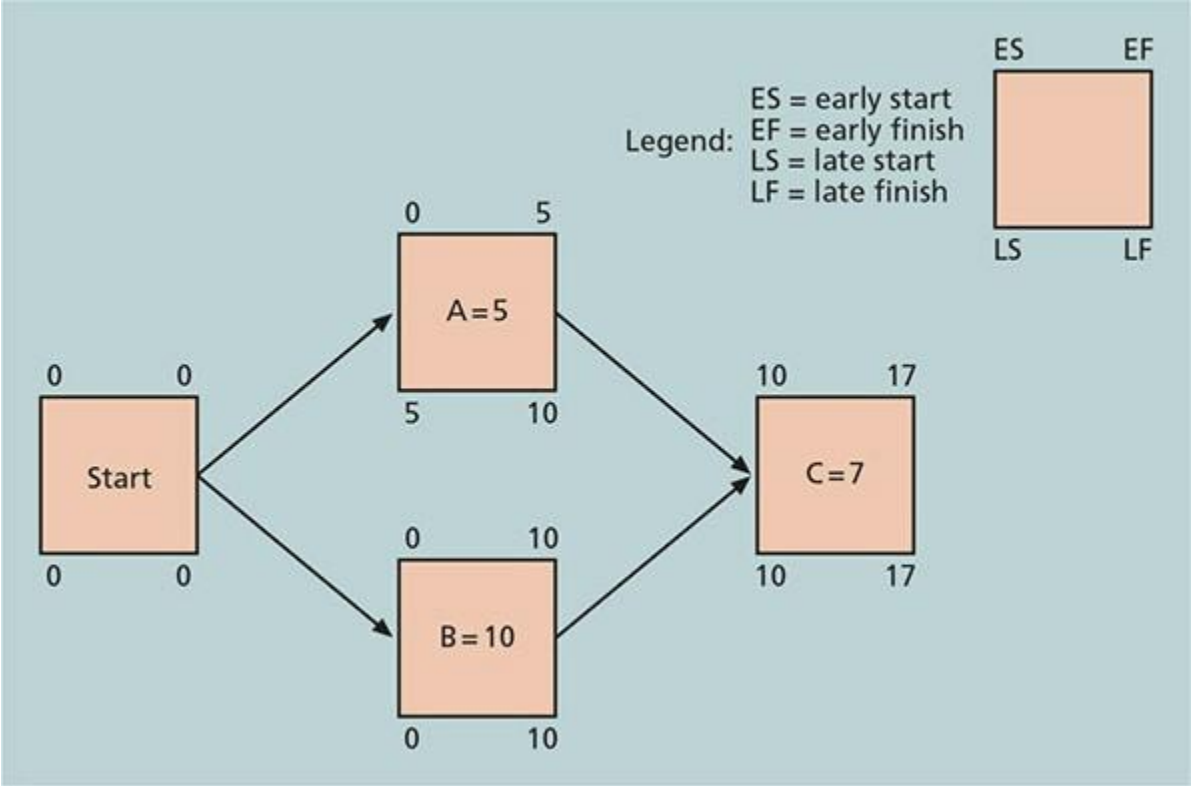 ES EF
Legend:
ES = early start
EF = early finish
LS = late start
LF = late finish
LS LF
0 5
A = 5
5 10
0 0
Start
0 0
0 10
B = 10
0 10
10 17
C = 7
10 17